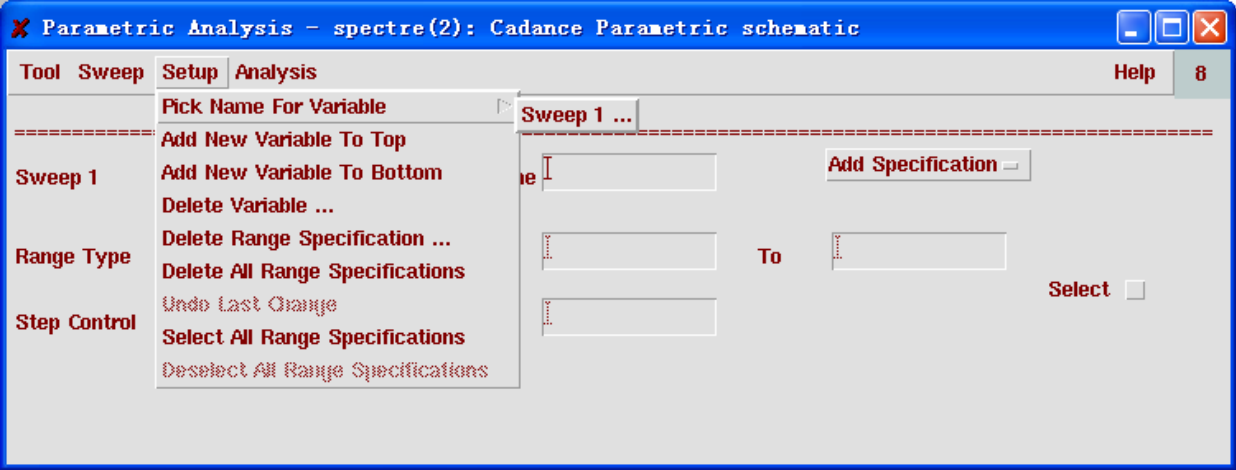 Parametric Analysis - spectre(2): Cadance Parametric schematic
Tool Sweep Setup Analysis Help 8
Pick Name For Variable
Sweep 1 ...
Add New Variable To Top
Sweep 1
Add New Variable To Bottom
Add Specification
Delete Variable ...
Delete Range Specification ...
Range Type
To
Delete All Range Specifications
Select
Undo Last Change
Step Control
Select All Range Specifications
Deselect All Range Specifications